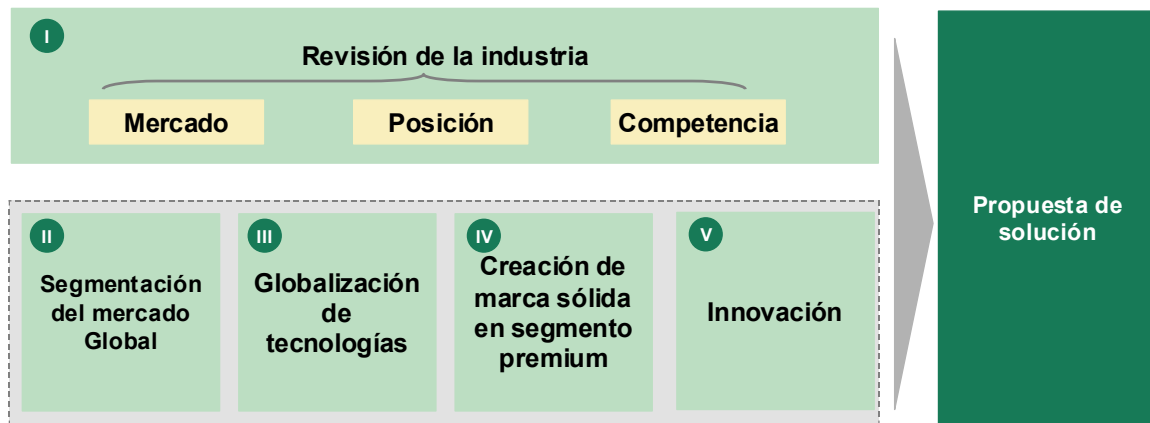 I
Revisión de la industria
Mercado
Posición
Competencia
II
Segmentación
del mercado
Global
III
Globalización
de
tecnologías
IV
Creación de
marca sólida
en segmento
premium
V
Innovación
Propuesta de
solución